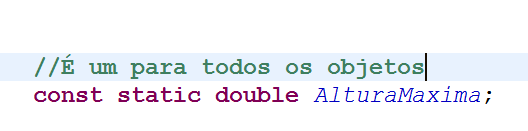 //É um para todos os objetos
const static double AlturaMaxima;